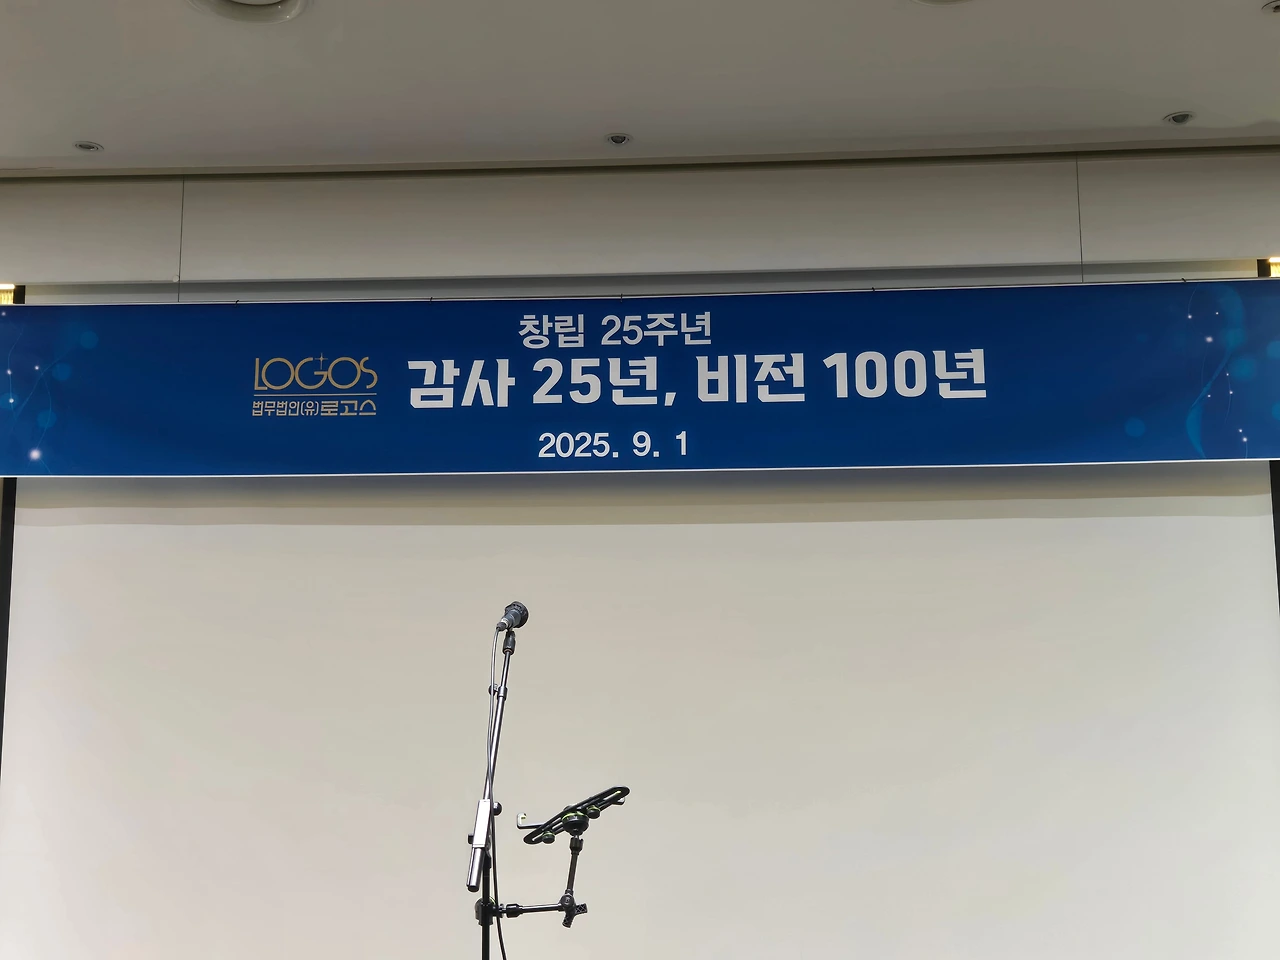 창립 25주년
LOGOS
법무법인(유)로고스
감사 25년, 비전 100년
2025. 9. 1